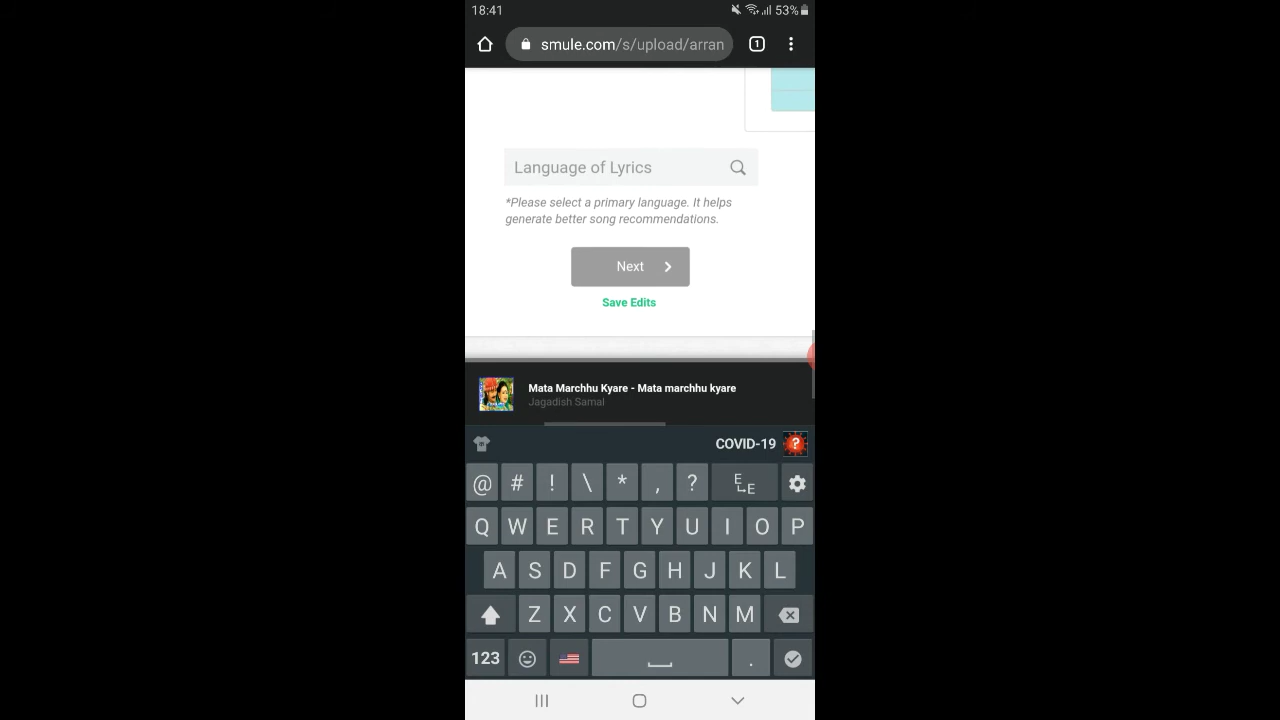 18:41
53%
smule.com/s/upload/arran
1
Language of Lyrics
*Please select a primary language. It helps
generate better song recommendations.
Next
Save Edits
Mata Marchhu Kyare - Mata marchhu kyare
Jagadish Samal
COVID-19
@ # ! \ * , ? E E
Q W E R T Y U I O P
A S D F G H J K L
Z X C V B N M
123 .